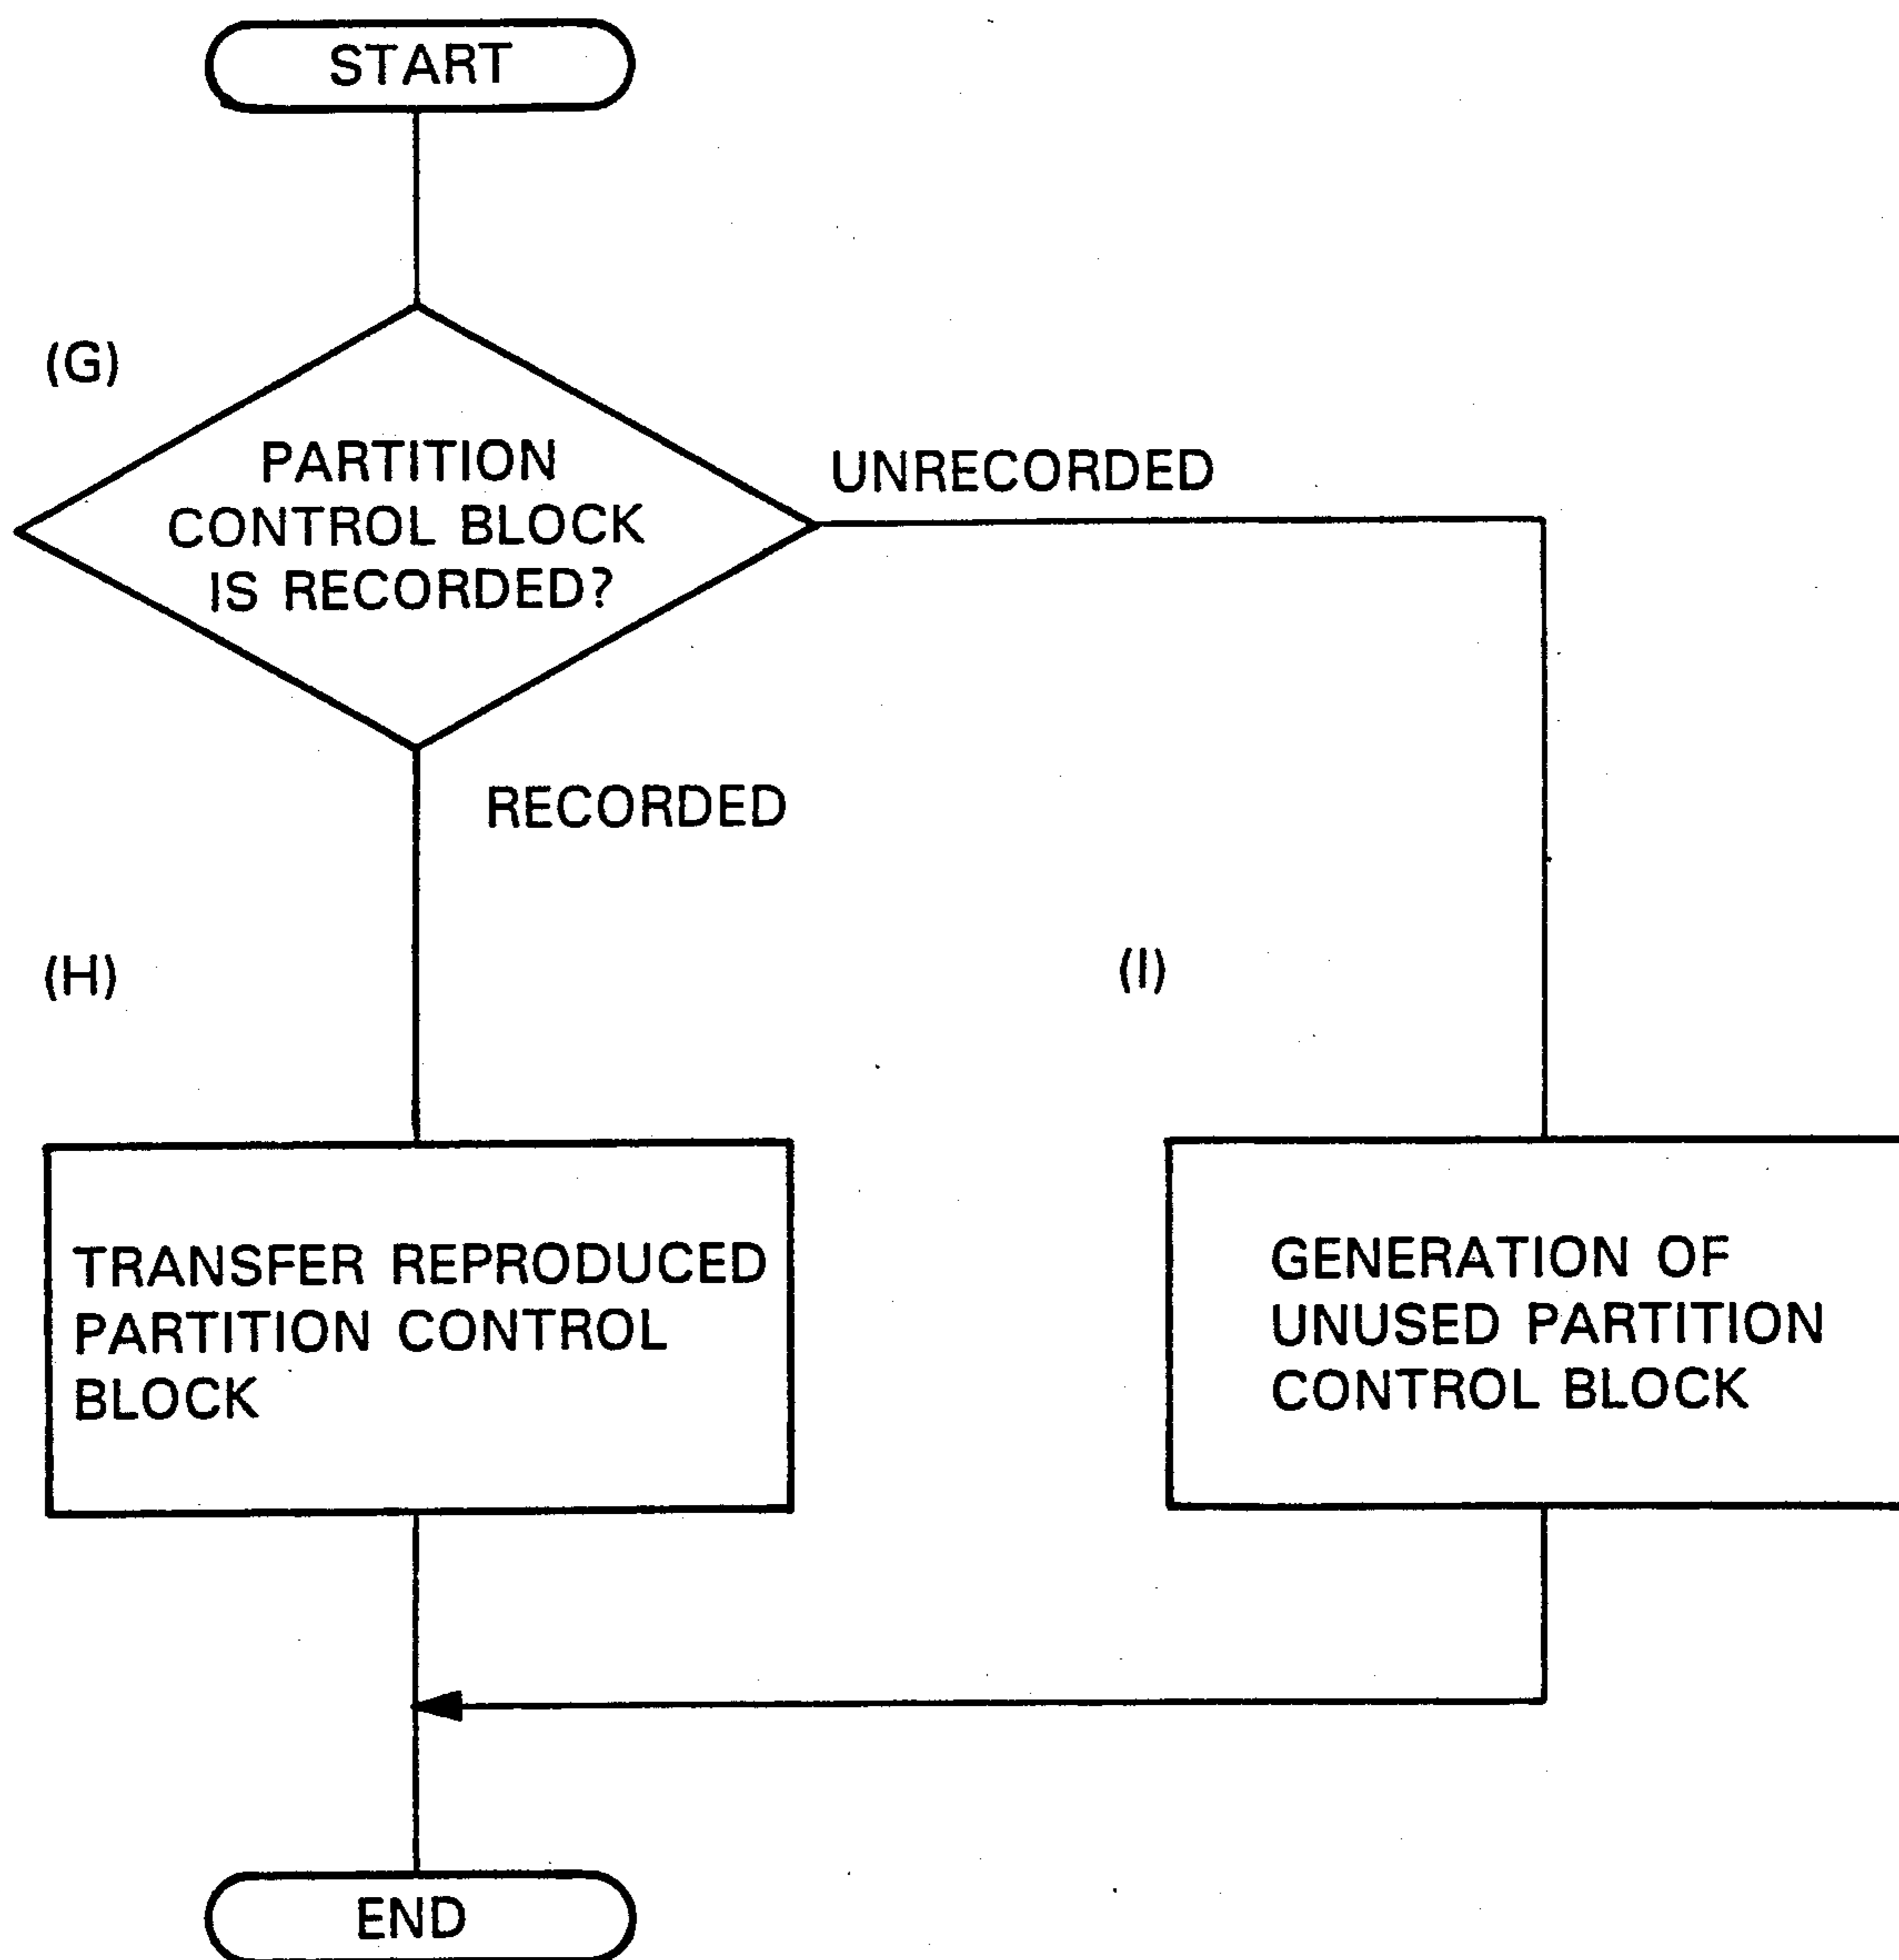 START
(G)
PARTITION
CONTROL BLOCK
IS RECORDED?
UNRECORDED
RECORDED
(H)
(I)
TRANSFER REPRODUCED
PARTITION CONTROL
BLOCK
GENERATION OF
UNUSED PARTITION
CONTROL BLOCK
END